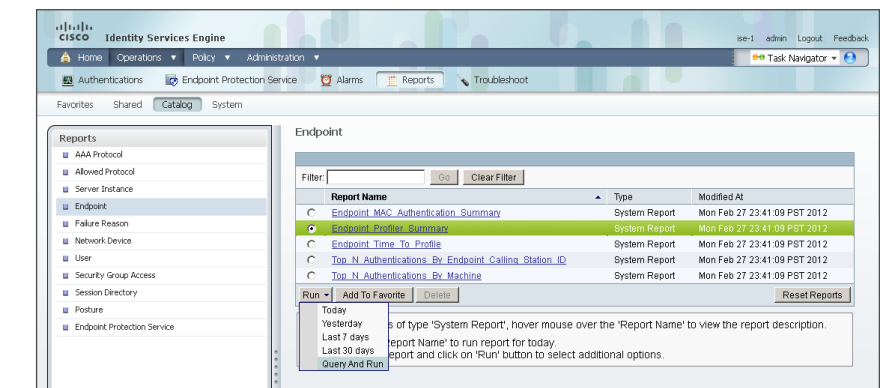 CISCO Identity Services Engine
ise-1 admin Logout Feedback
Home Operations Policy Administration
Task Navigator
Authentications Endpoint Protection Service Alarms Reports Troubleshoot
Favorites Shared Catalog System
Reports
AAA Protocol
Allowed Protocol
Server Instance
Endpoint
Failure Reason
Network Device
User
Security Group Access
Session Directory
Posture
Endpoint Protection Service
Endpoint
Filter: Go Clear Filter
Report Name Type Modified At
Endpoint_MAC_Authentication_Summary System Report Mon Feb 27 23:41:09 PST 2012
Endpoint_Profiler_Summary System Report Mon Feb 27 23:41:09 PST 2012
Endpoint_Time_To_Profile System Report Mon Feb 27 23:41:09 PST 2012
Top_N_Authentications_By_Endpoint_Calling_Station_ID System Report Mon Feb 27 23:41:09 PST 2012
Top_N_Authentications_By_Machine System Report Mon Feb 27 23:41:09 PST 2012
Run Add To Favorite Delete Reset Reports
Today
Yesterday
Last 7 days
Last 30 days
Query And Run
s of type 'System Report', hover mouse over the 'Report Name' to view the report description.
Report Name' to run report for today.
eport and click on 'Run' button to select additional options.